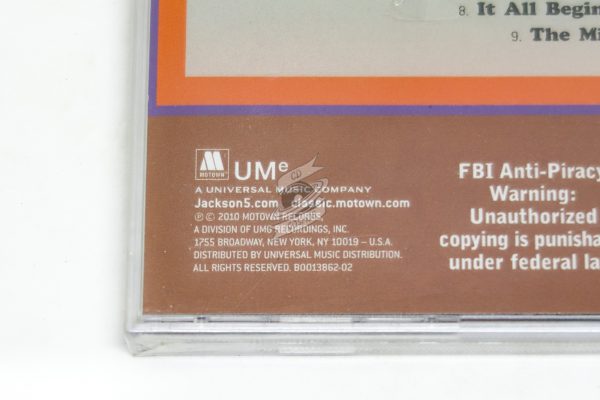 8. It All Begin
9. The Mi
M
MOTOWN
UMe
A UNIVERSAL MUSIC COMPANY
Jackson5.com classic.motown.com
℗ © 2010 MOTOWN RECORDS,
A DIVISION OF UMG RECORDINGS, INC.
1755 BROADWAY, NEW YORK, NY 10019 – U.S.A.
DISTRIBUTED BY UNIVERSAL MUSIC DISTRIBUTION.
ALL RIGHTS RESERVED. B0013862-02
FBI Anti-Piracy
Warning:
Unauthorized
copying is punisha
under federal la
CD